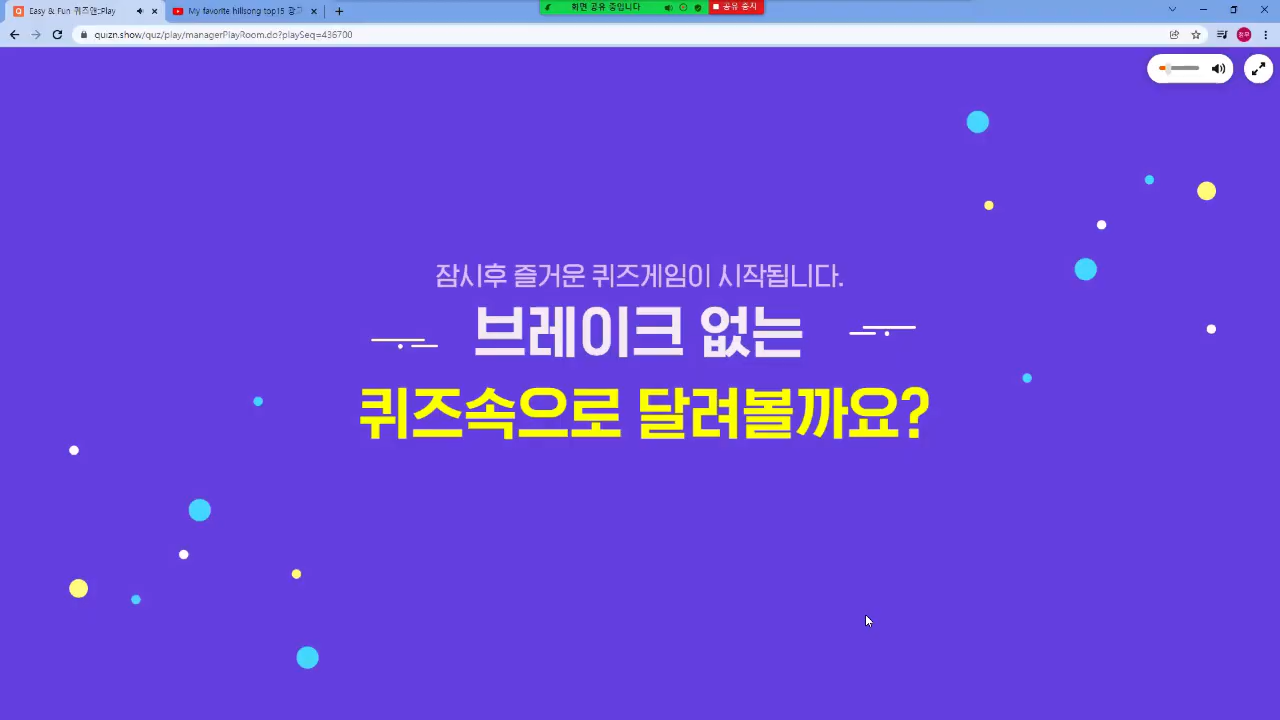 Easy & Fun 퀴즈앤::Play
My favorite hillsong top15 광고
화면 공유 중입니다
공유 중지
quizn.show/quz/play/managerPlayRoom.do?playSeq=436700
잠시후 즐거운 퀴즈게임이 시작됩니다.
브레이크 없는
퀴즈속으로 달려볼까요?